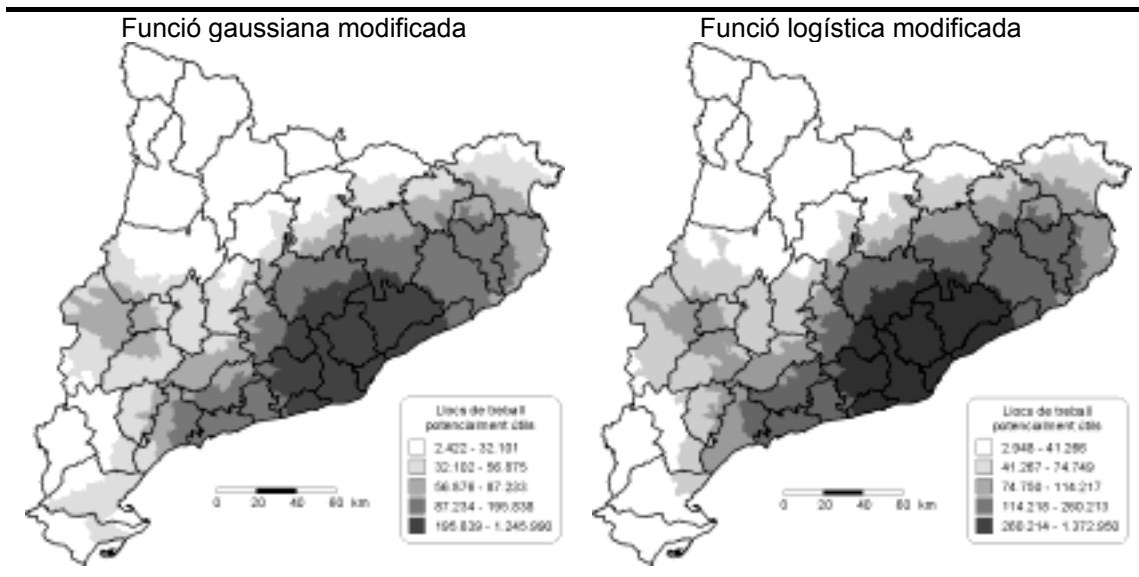 Funció gaussiana modificada
Funció logística modificada
Llocs de treball
potencialment útils
2.422 - 32.101
32.102 - 56.875
56.876 - 87.233
87.234 - 195.838
195.839 - 1.245.990
0 20 40 60 km
Llocs de treball
potencialment útils
2.948 - 41.266
41.267 - 74.749
74.750 - 114.217
114.218 - 260.213
260.214 - 1.372.950
0 20 40 60 km